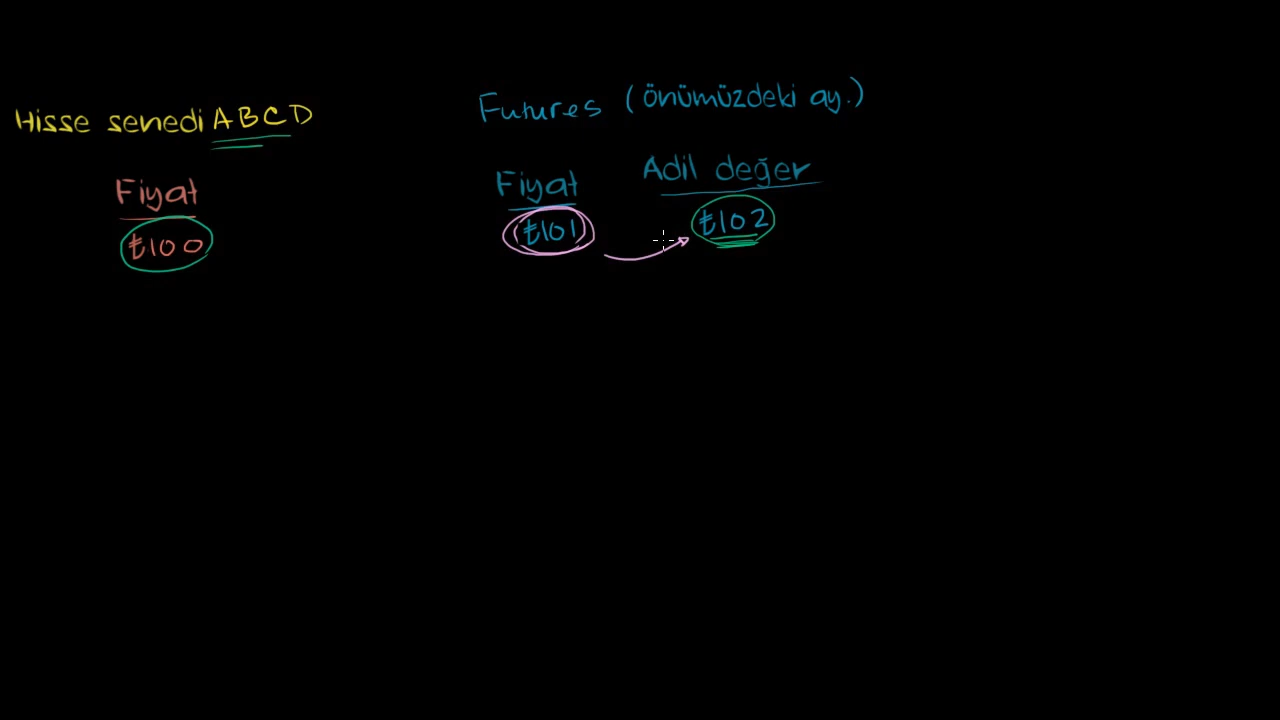 Hisse senedi ABCD
Fiyat
₺100
Futures (önümüzdeki ay.)
Fiyat
₺101
Adil değer
₺102